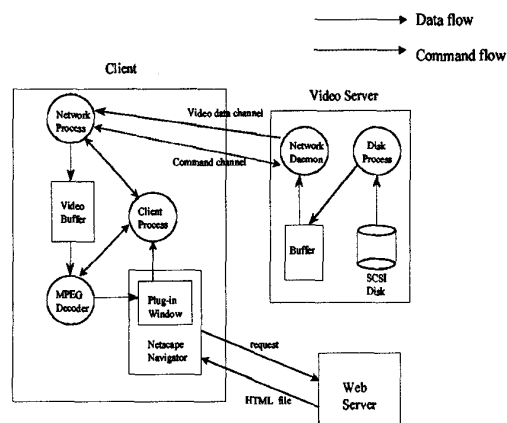 Data flow
Command flow
Client
Video Server
Network
Process
Video data channel
Command channel
Network
Daemon
Disk
Process
Video
Buffer
Client
Process
Buffer
SCSI
Disk
MPEG
Decoder
Plug-in
Window
Netscape
Navigator
request
HTML file
Web
Server